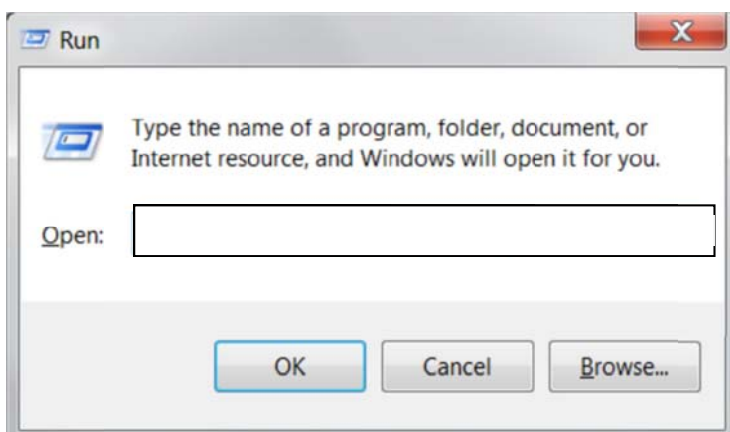 Run
Type the name of a program, folder, document, or
Internet resource, and Windows will open it for you.
Open:
OK
Cancel
Browse...